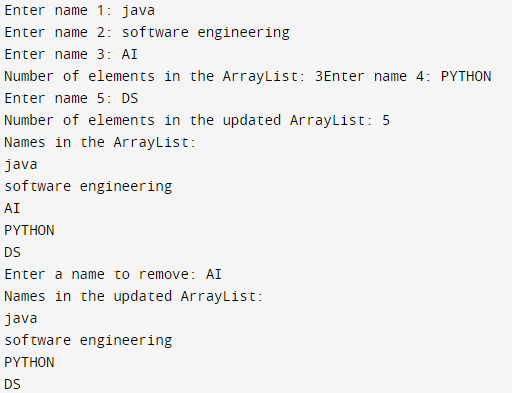 Enter name 1: java
Enter name 2: software engineering
Enter name 3: AI
Number of elements in the ArrayList: 3Enter name 4: PYTHON
Enter name 5: DS
Number of elements in the updated ArrayList: 5
Names in the ArrayList:
java
software engineering
AI
PYTHON
DS
Enter a name to remove: AI
Names in the updated ArrayList:
java
software engineering
PYTHON
DS